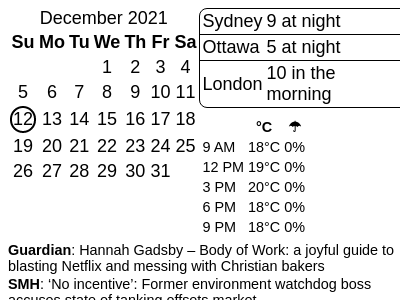 December 2021
Su Mo Tu We Th Fr Sa
1 2 3 4
5 6 7 8 9 10 11
12 13 14 15 16 17 18
19 20 21 22 23 24 25
26 27 28 29 30 31
Sydney 9 at night
Ottawa 5 at night
London 10 in the
morning
°C ☂
9 AM 18°C 0%
12 PM 19°C 0%
3 PM 20°C 0%
6 PM 18°C 0%
9 PM 18°C 0%
Guardian: Hannah Gadsby – Body of Work: a joyful guide to
blasting Netflix and messing with Christian bakers
SMH: ‘No incentive’: Former environment watchdog boss
accuses state of tanking offsets market